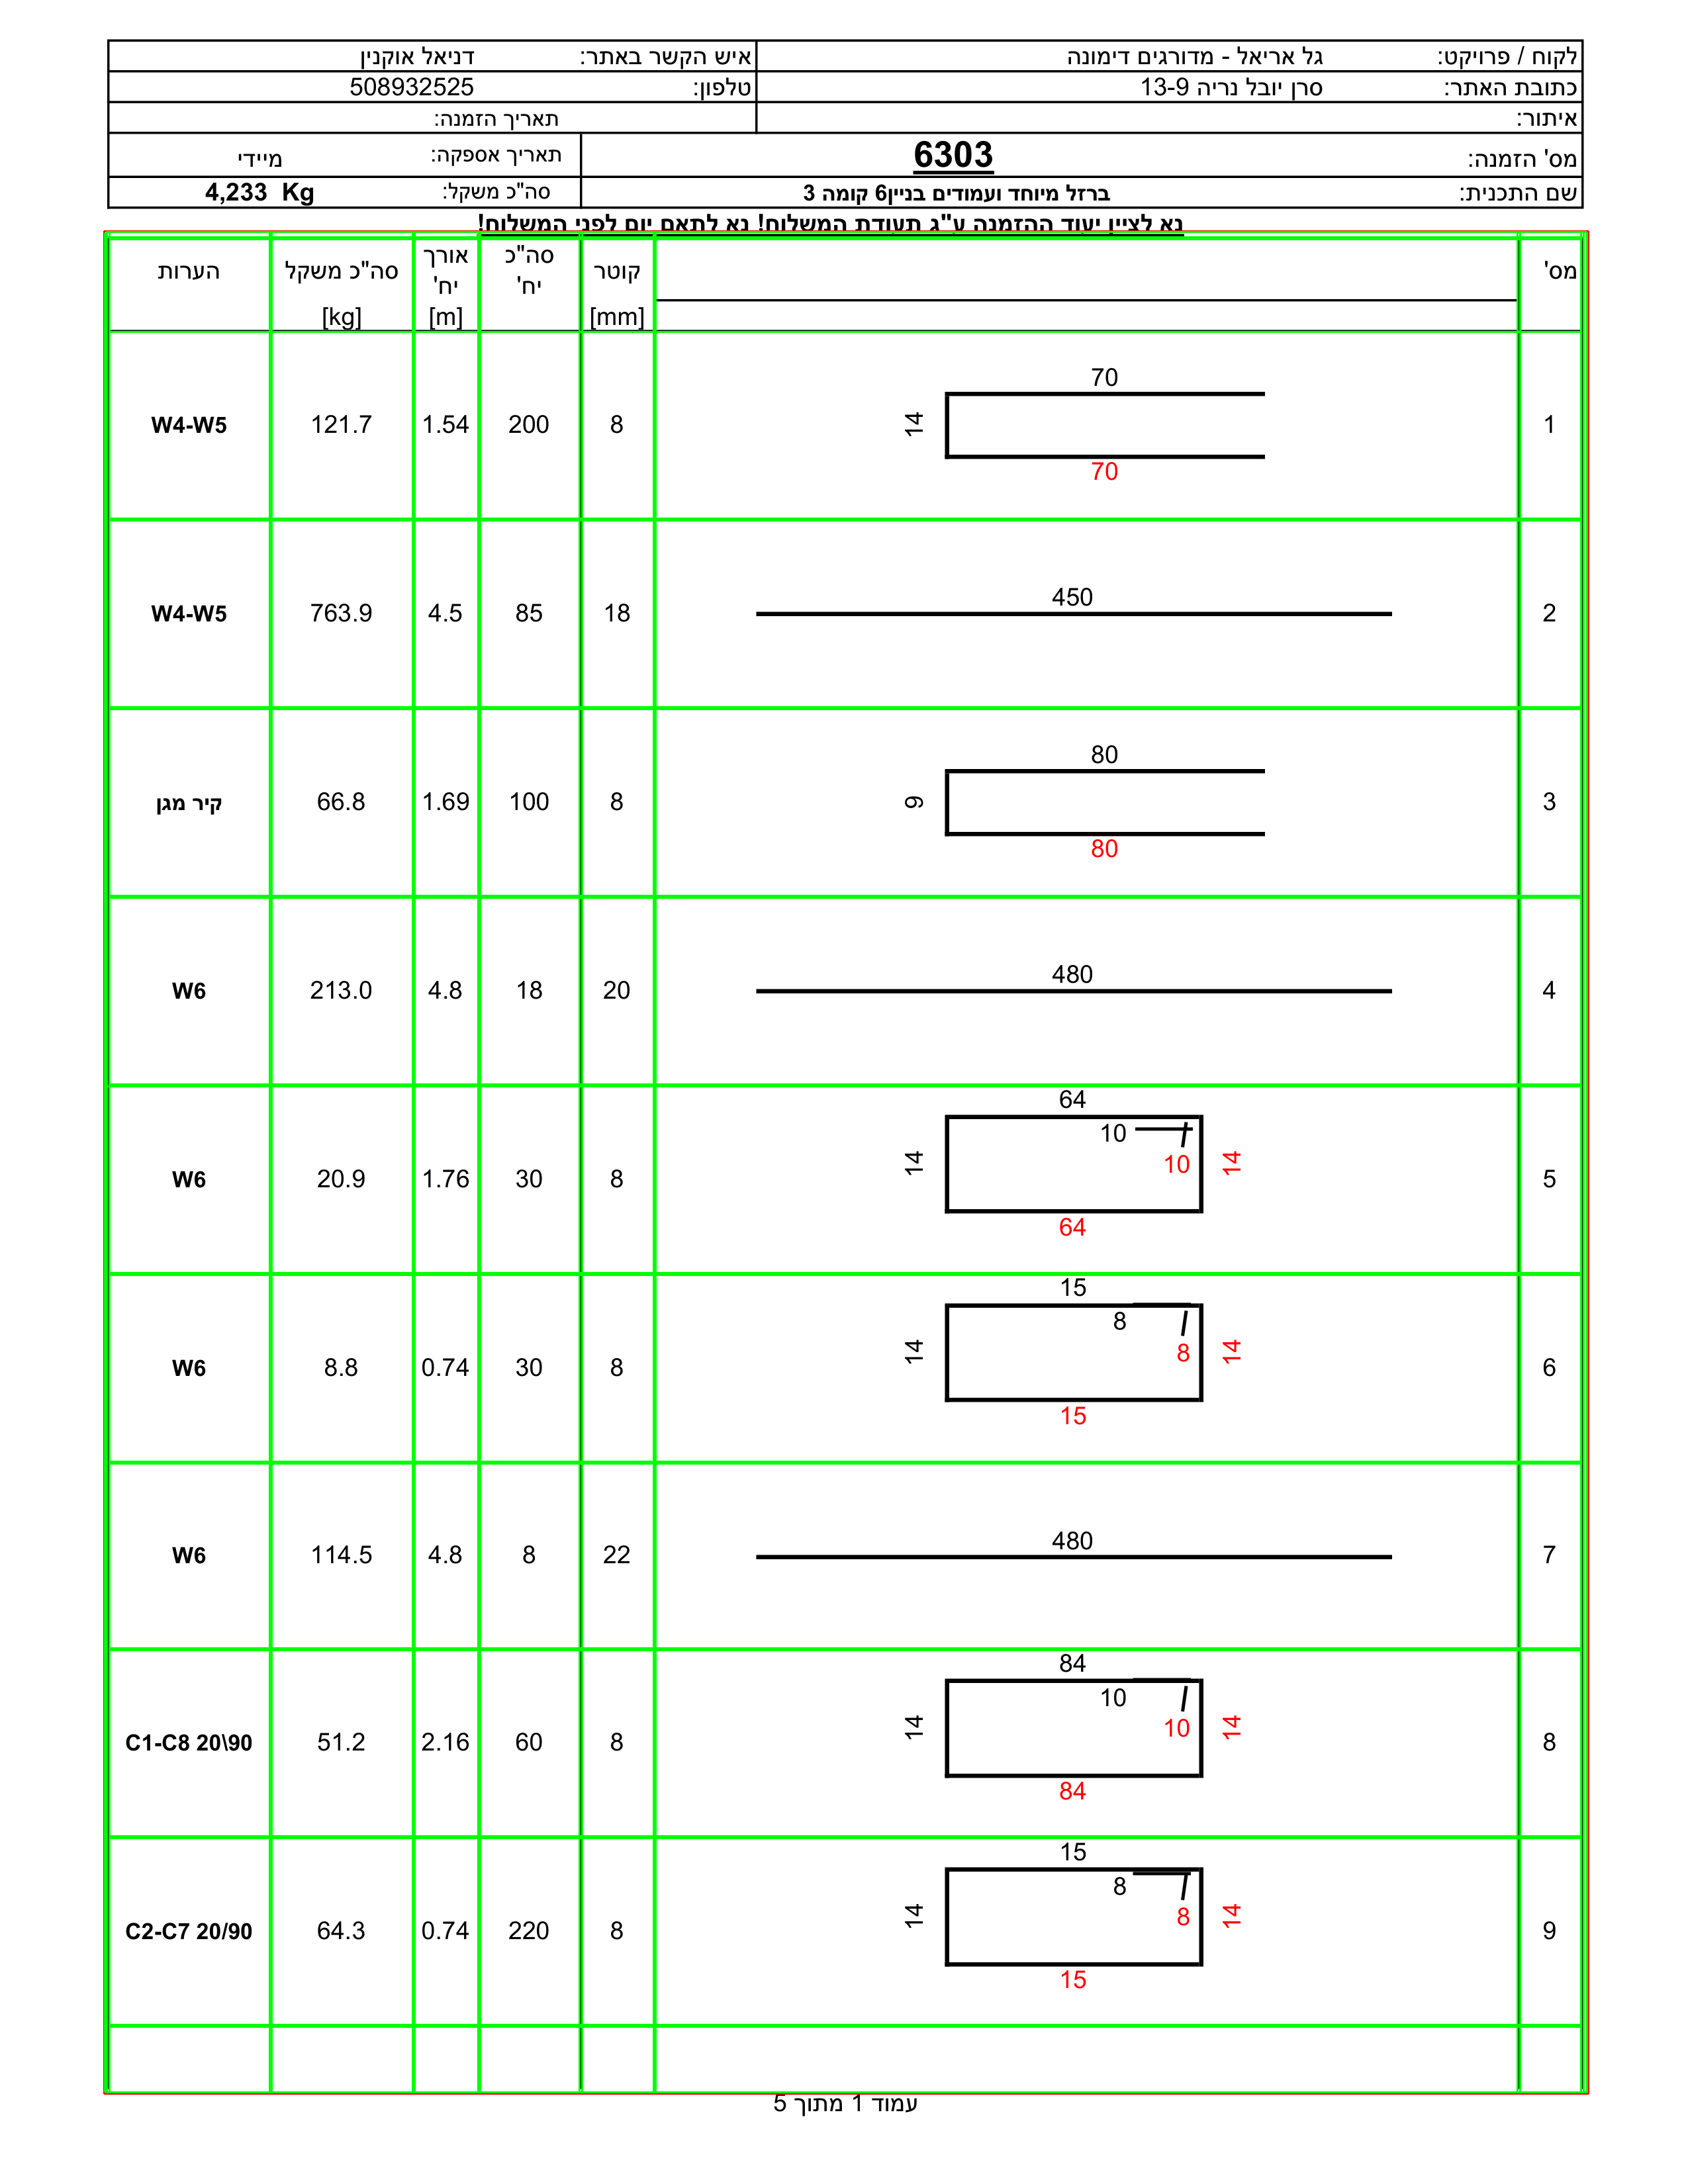 לקוח / פרויקט: גל אריאל - מדורגים דימונה איש הקשר באתר: דניאל אוקנין
כתובת האתר: סרן יובל נריה 13-9 טלפון: 508932525
איתור: תאריך הזמנה:
מס' הזמנה: 6303 תאריך אספקה: מיידי
שם התכנית: ברזל מיוחד ועמודים בניין6 קומה 3 סה"כ משקל: 4,233 Kg
נא לציין יעוד ההזמנה ע"ג תעודת המשלוח! נא לתאם יום לפני המשלוח!
מס' קוטר [mm] סה"כ יח' אורך יח' [m] סה"כ משקל [kg] הערות
1 70 14 70 8 200 1.54 121.7 W4-W5
2 450 18 85 4.5 763.9 W4-W5
3 80 9 80 8 100 1.69 66.8 קיר מגן
4 480 20 18 4.8 213.0 W6
5 64 10 14 10 14 64 8 30 1.76 20.9 W6
6 15 8 14 8 14 15 8 30 0.74 8.8 W6
7 480 22 8 4.8 114.5 W6
8 84 10 14 10 14 84 8 60 2.16 51.2 C1-C8 20\90
9 15 8 14 8 14 15 8 220 0.74 64.3 C2-C7 20/90
עמוד 1 מתוך 5